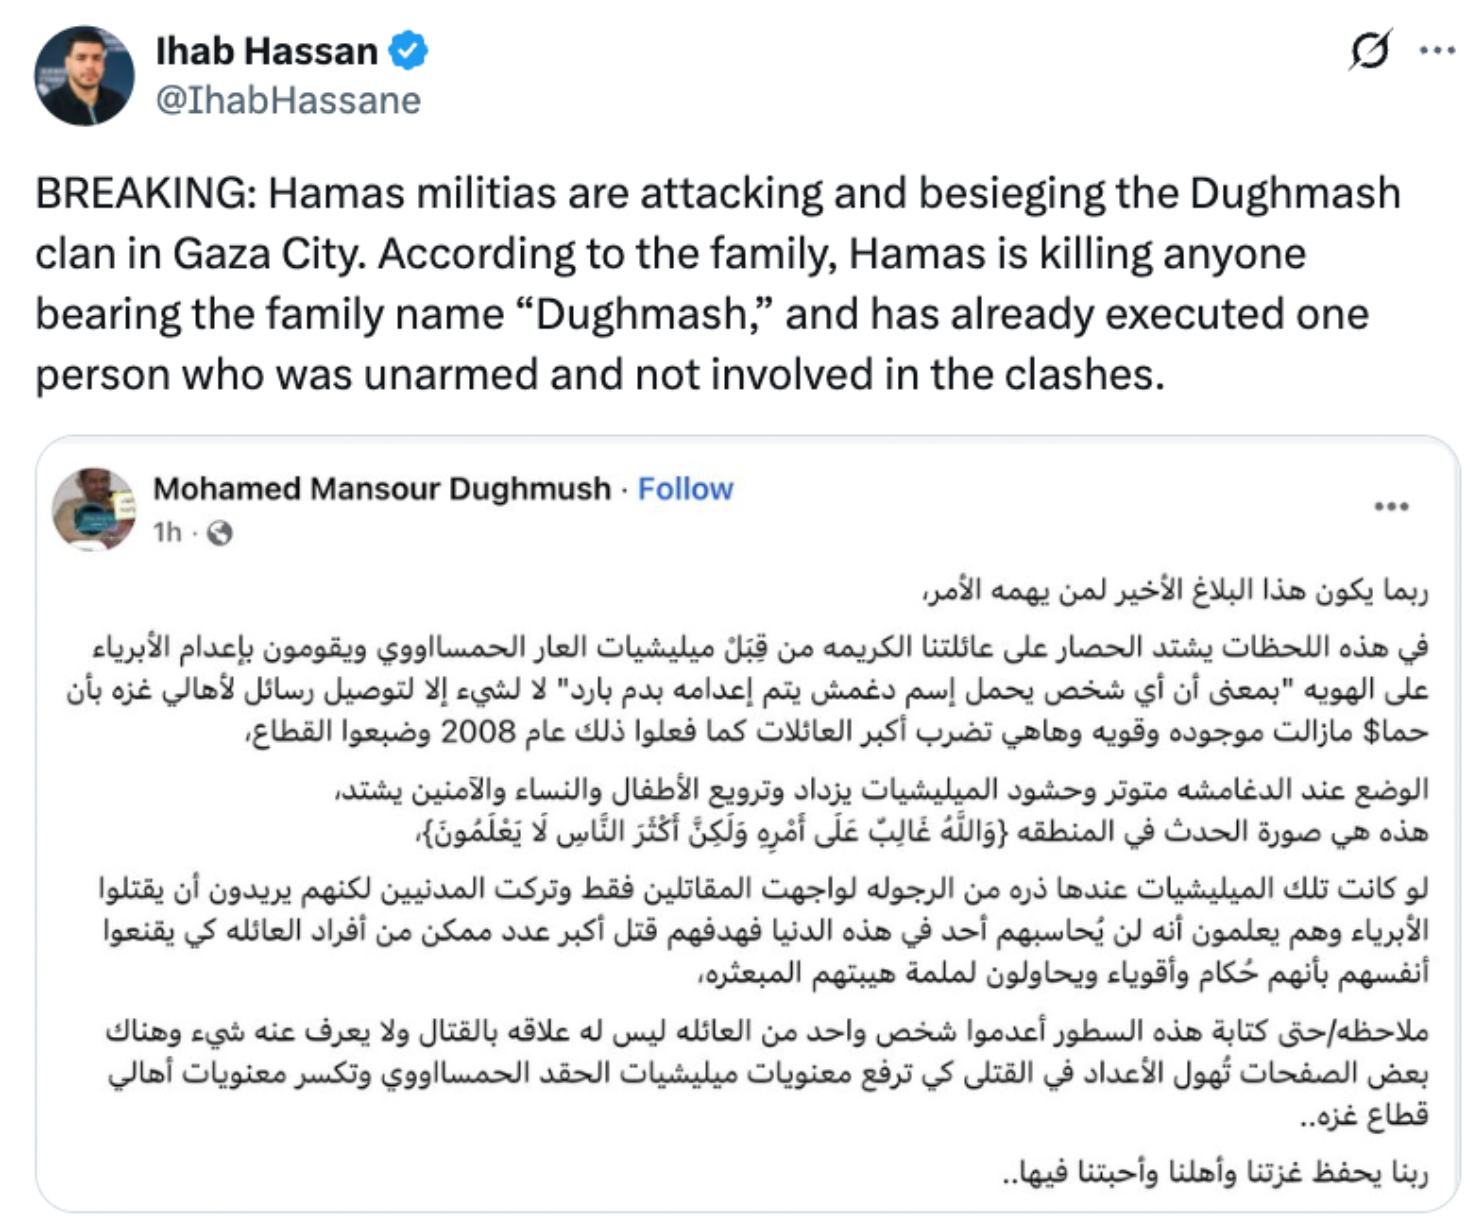 Ihab Hassan
@IhabHassane
BREAKING: Hamas militias are attacking and besieging the Dughmash
clan in Gaza City. According to the family, Hamas is killing anyone
bearing the family name “Dughmash,” and has already executed one
person who was unarmed and not involved in the clashes.
Mohamed Mansour Dughmush · Follow
1h ·
ربما يكون هذا البلاغ الأخير لمن يهمه الأمر،
في هذه اللحظات يشتد الحصار على عائلتنا الكريمه من قِبَلْ ميليشيات العار الحمسااووي ويقومون بإعدام الأبرياء
على الهويه "بمعنى أن أي شخص يحمل إسم دغمش يتم إعدامه بدم بارد" لا لشيء إلا لتوصيل رسائل لأهالي غزه بأن
حما$ مازالت موجوده وقويه وهاهي تضرب أكبر العائلات كما فعلوا ذلك عام 2008 وضبعوا القطاع،
الوضع عند الدغامشه متوتر وحشود الميليشيات يزداد وترويع الأطفال والنساء والآمنين يشتد،
هذه هي صورة الحدث في المنطقه {وَاللَّهُ غَالِبٌ عَلَى أَمْرِهِ وَلَكِنَّ أَكْثَرَ النَّاسِ لَا يَعْلَمُونَ}،
لو كانت تلك الميليشيات عندها ذره من الرجوله لواجهت المقاتلين فقط وتركت المدنيين لكنهم يريدون أن يقتلوا
الأبرياء وهم يعلمون أنه لن يُحاسبهم أحد في هذه الدنيا فهدفهم قتل أكبر عدد ممكن من أفراد العائله كي يقنعوا
أنفسهم بأنهم حُكام وأقوياء ويحاولون لملمة هيبتهم المبعثره،
ملاحظه/حتى كتابة هذه السطور أعدموا شخص واحد من العائله ليس له علاقه بالقتال ولا يعرف عنه شيء وهناك
بعض الصفحات تُهول الأعداد في القتلى كي ترفع معنويات ميليشيات الحقد الحمسااووي وتكسر معنويات أهالي
قطاع غزه..
ربنا يحفظ غزتنا وأهلنا وأحبتنا فيها..